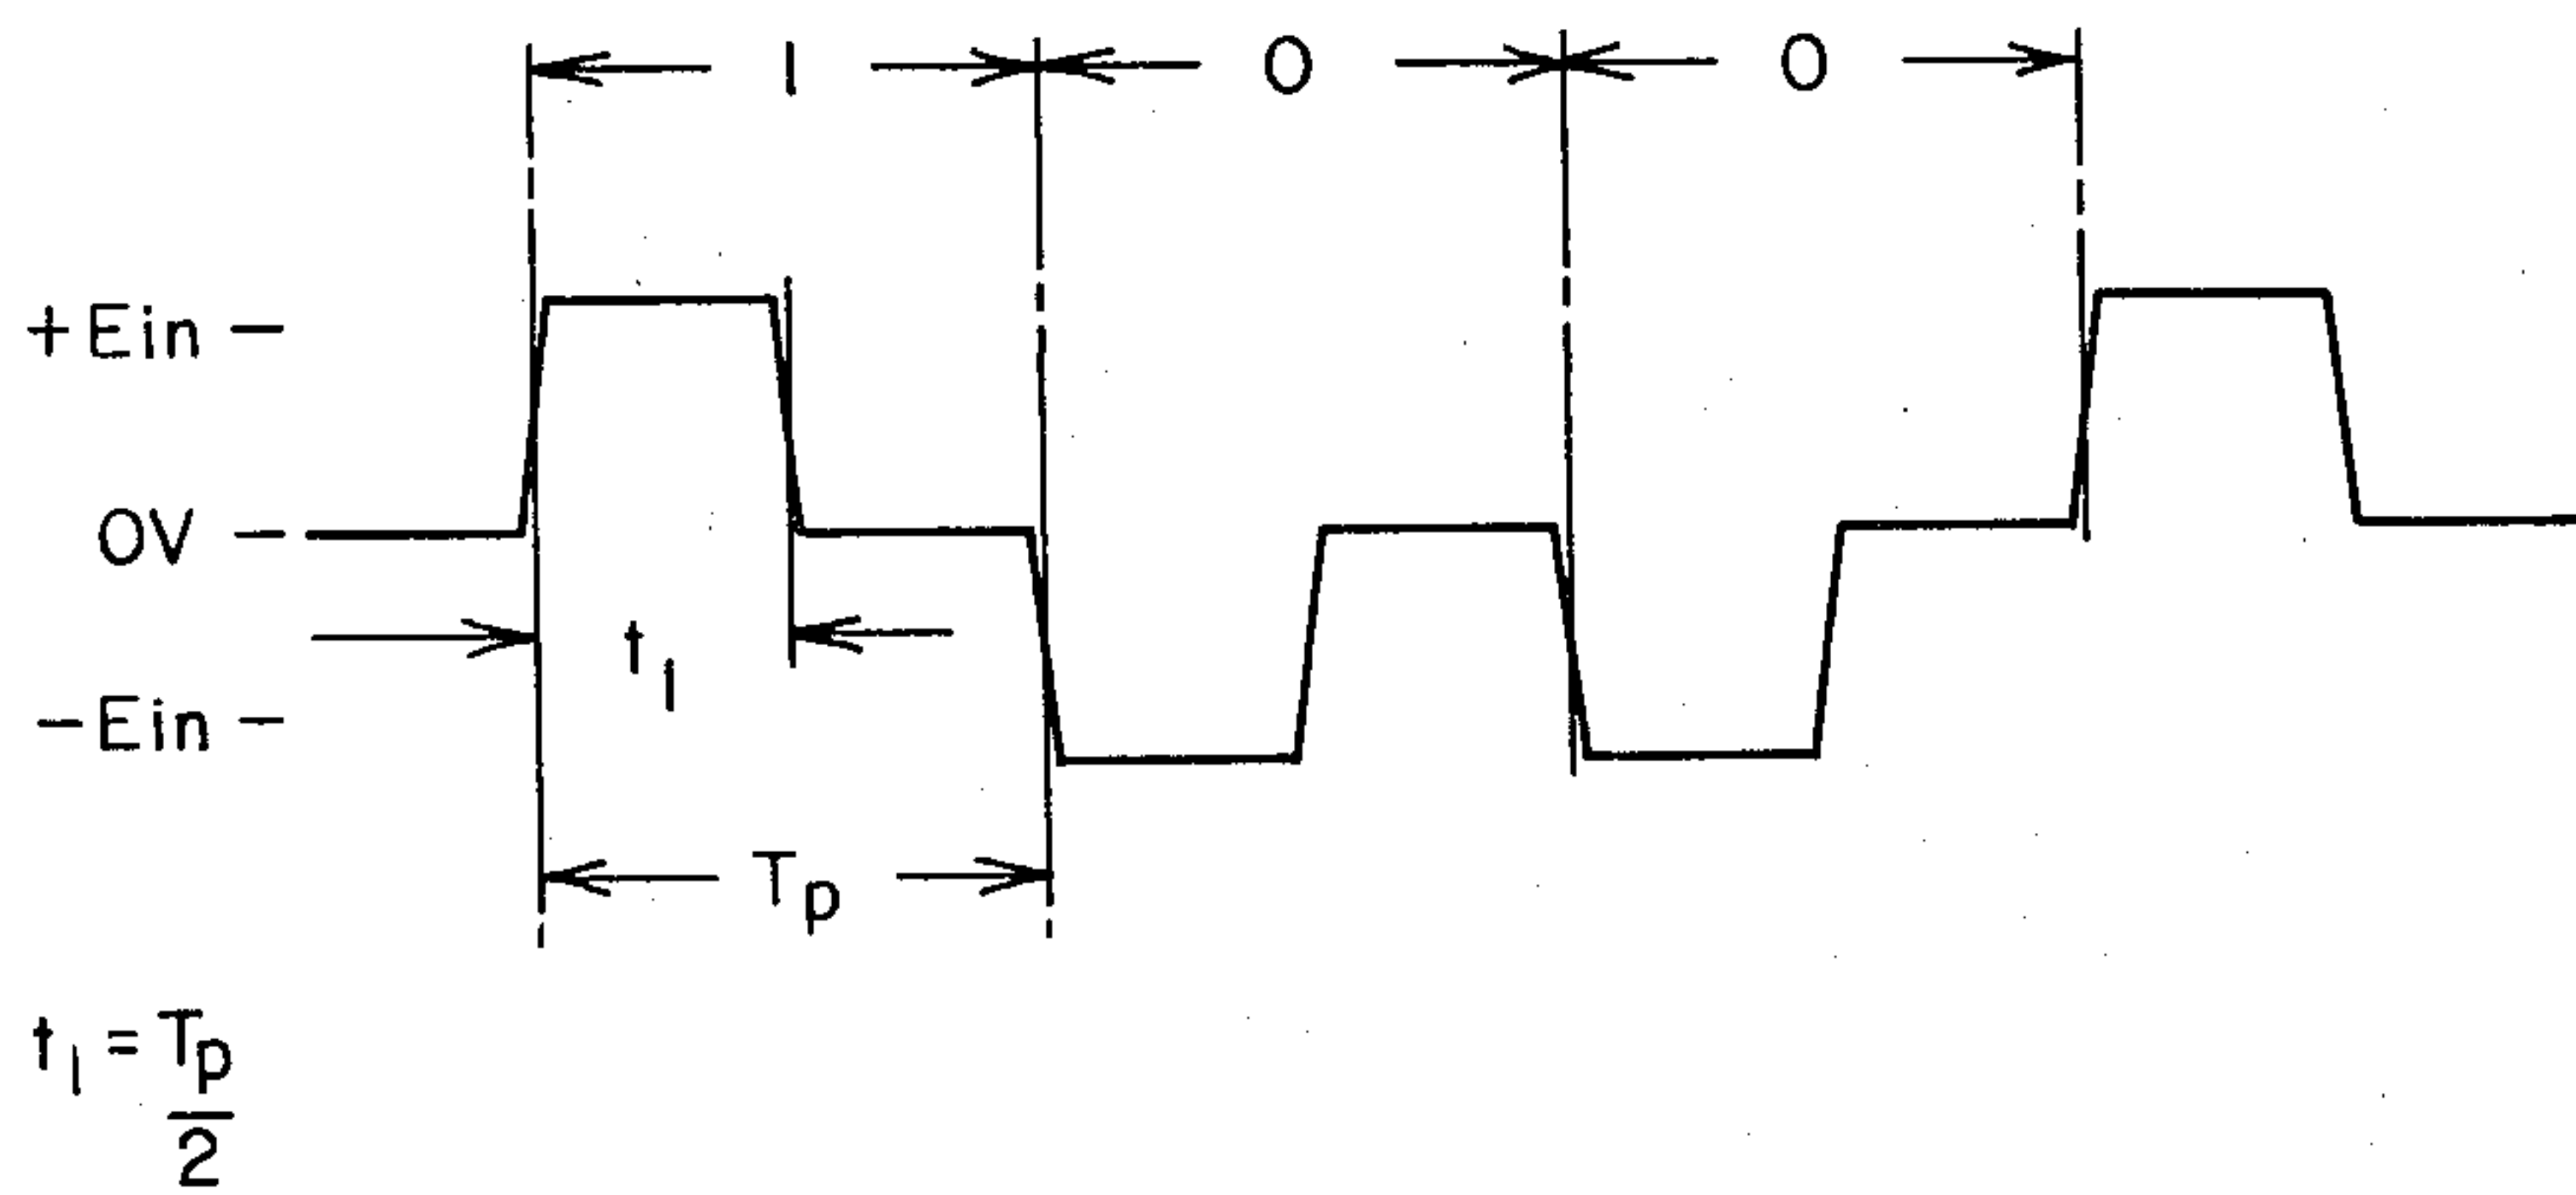 1 0 0
+Ein
0V
t1
-Ein
Tp
t1 = Tp
2